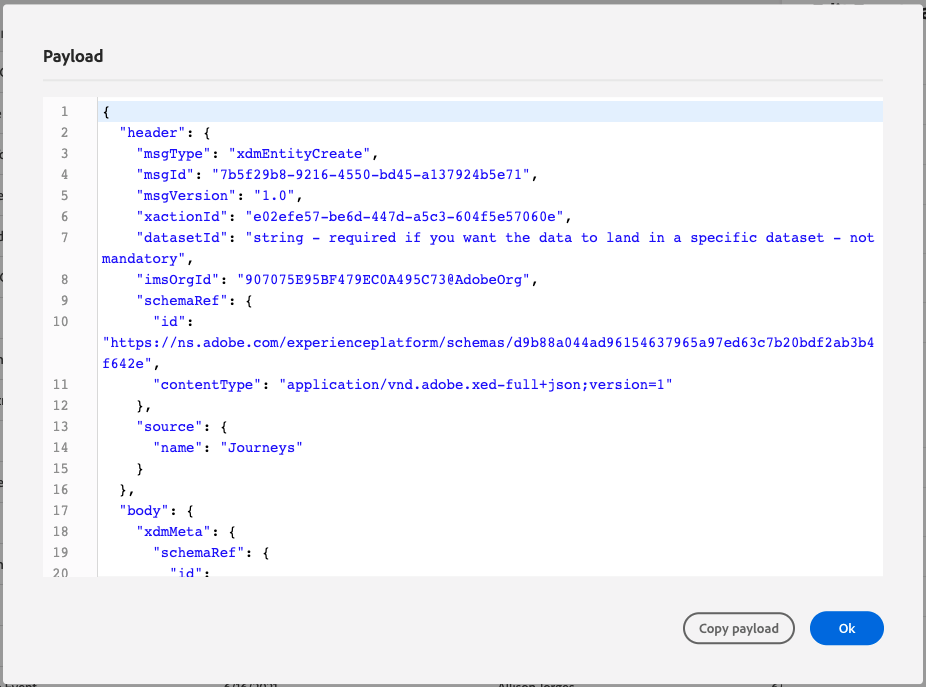 Payload
1 {
2 "header": {
3 "msgType": "xdmEntityCreate",
4 "msgId": "7b5f29b8-9216-4550-bd45-a137924b5e71",
5 "msgVersion": "1.0",
6 "xactionId": "e02efe57-be6d-447d-a5c3-604f5e57060e",
7 "datasetId": "string - required if you want the data to land in a specific dataset - not
mandatory",
8 "imsOrgId": "907075E95BF479EC0A495C73@AdobeOrg",
9 "schemaRef": {
10 "id":
"https://ns.adobe.com/experienceplatform/schemas/d9b88a044ad96154637965a97ed63c7b20bdf2ab3b4
f642e",
11 "contentType": "application/vnd.adobe.xed-full+json;version=1"
12 },
13 "source": {
14 "name": "Journeys"
15 }
16 },
17 "body": {
18 "xdmMeta": {
19 "schemaRef": {
20 "id":
Copy payload Ok